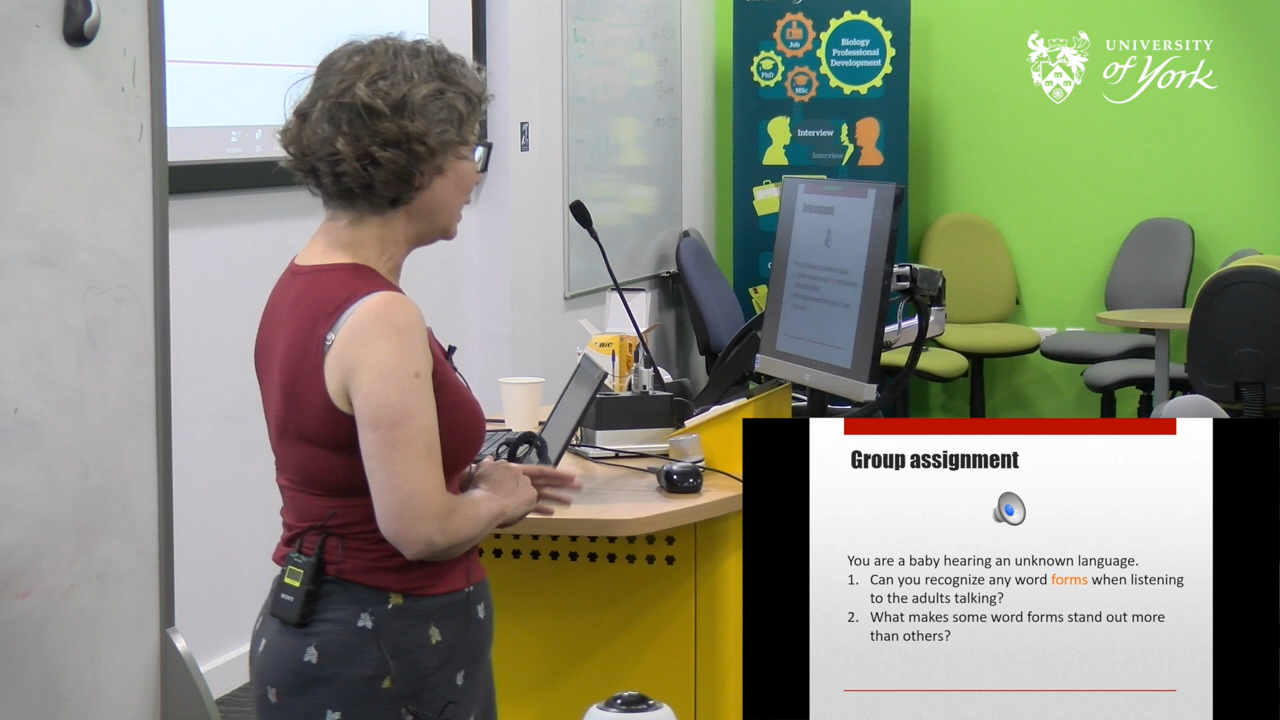 UNIVERSITY
of York
Job
PhD
MSc
Biology
Professional
Development
Interview
Interview
BIC
SONY
Group assignment
You are a baby hearing an unknown language.
1. Can you recognize any word forms when listening
to the adults talking?
2. What makes some word forms stand out more
than others?